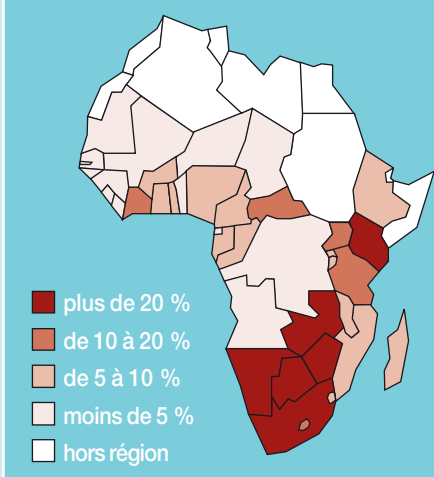 plus de 20 %
de 10 à 20 %
de 5 à 10 %
moins de 5 %
hors région